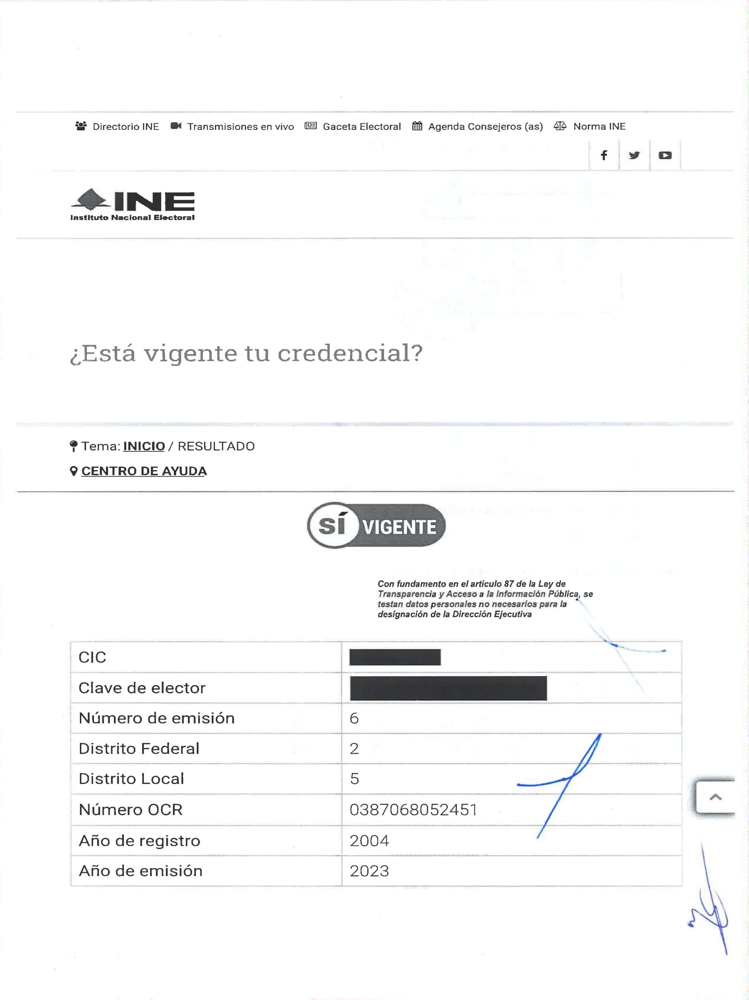 Directorio INE Transmisiones en vivo Gaceta Electoral Agenda Consejeros (as) Norma INE
INE
Instituto Nacional Electoral
¿Está vigente tu credencial?
Tema: INICIO / RESULTADO
CENTRO DE AYUDA
SÍ VIGENTE
Con fundamento en el artículo 87 de la Ley de
Transparencia y Acceso a la Información Pública, se
testan datos personales no necesarios para la
designación de la Dirección Ejecutiva
CIC
Clave de elector
Número de emisión 6
Distrito Federal 2
Distrito Local 5
Número OCR 0387068052451
Año de registro 2004
Año de emisión 2023